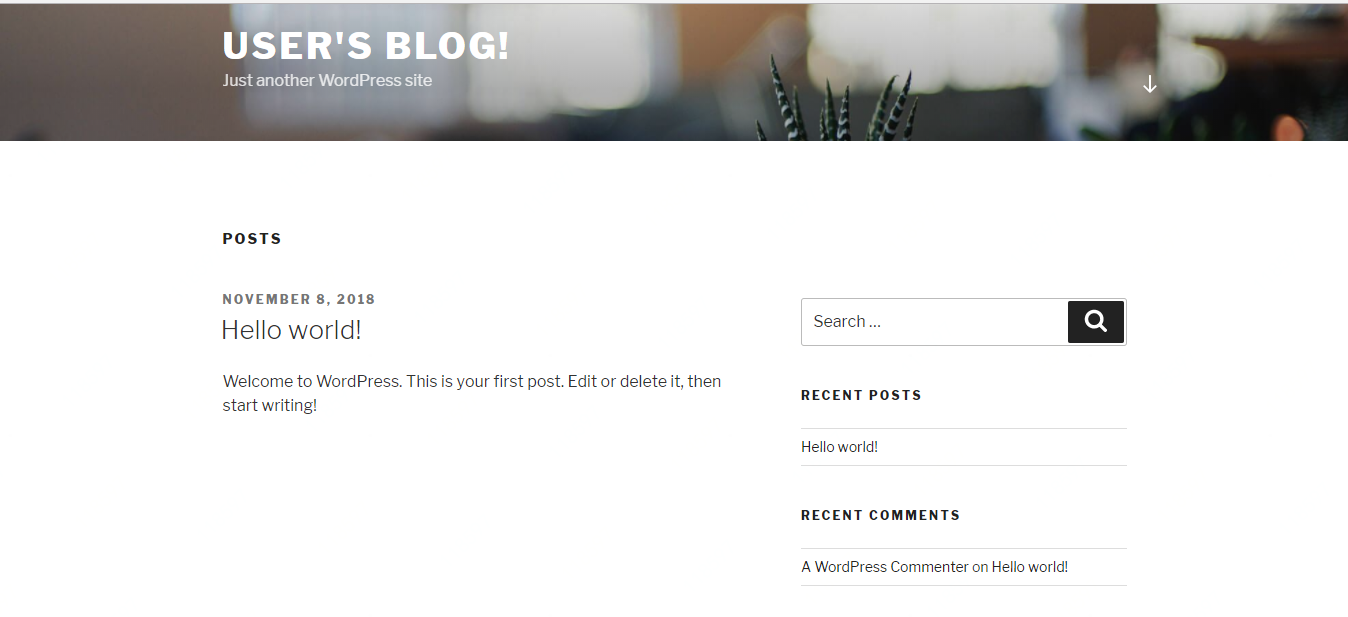 USER'S BLOG!
Just another WordPress site
POSTS
NOVEMBER 8, 2018
Hello world!
Welcome to WordPress. This is your first post. Edit or delete it, then
start writing!
Search …
RECENT POSTS
Hello world!
RECENT COMMENTS
A WordPress Commenter on Hello world!